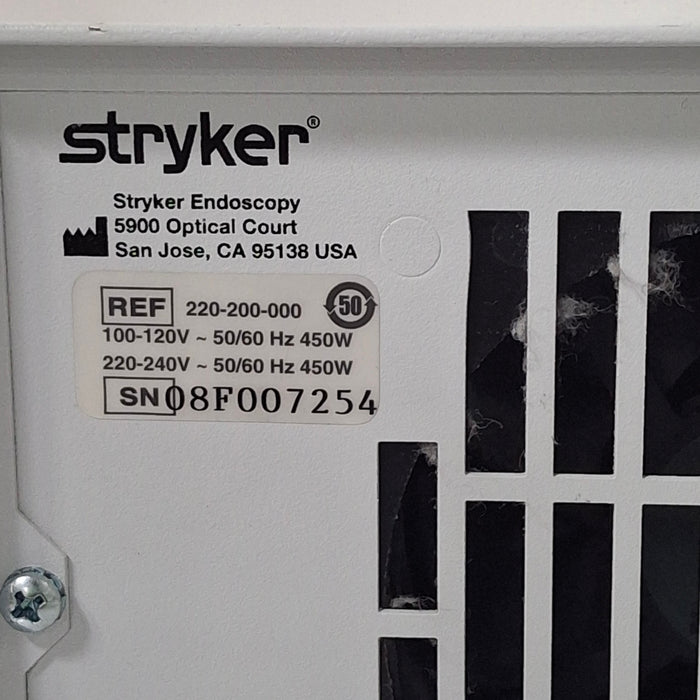 stryker®
Stryker Endoscopy
5900 Optical Court
San Jose, CA 95138 USA
REF 220-200-000 50
100-120V ~ 50/60 Hz 450W
220-240V ~ 50/60 Hz 450W
SN 08F007254